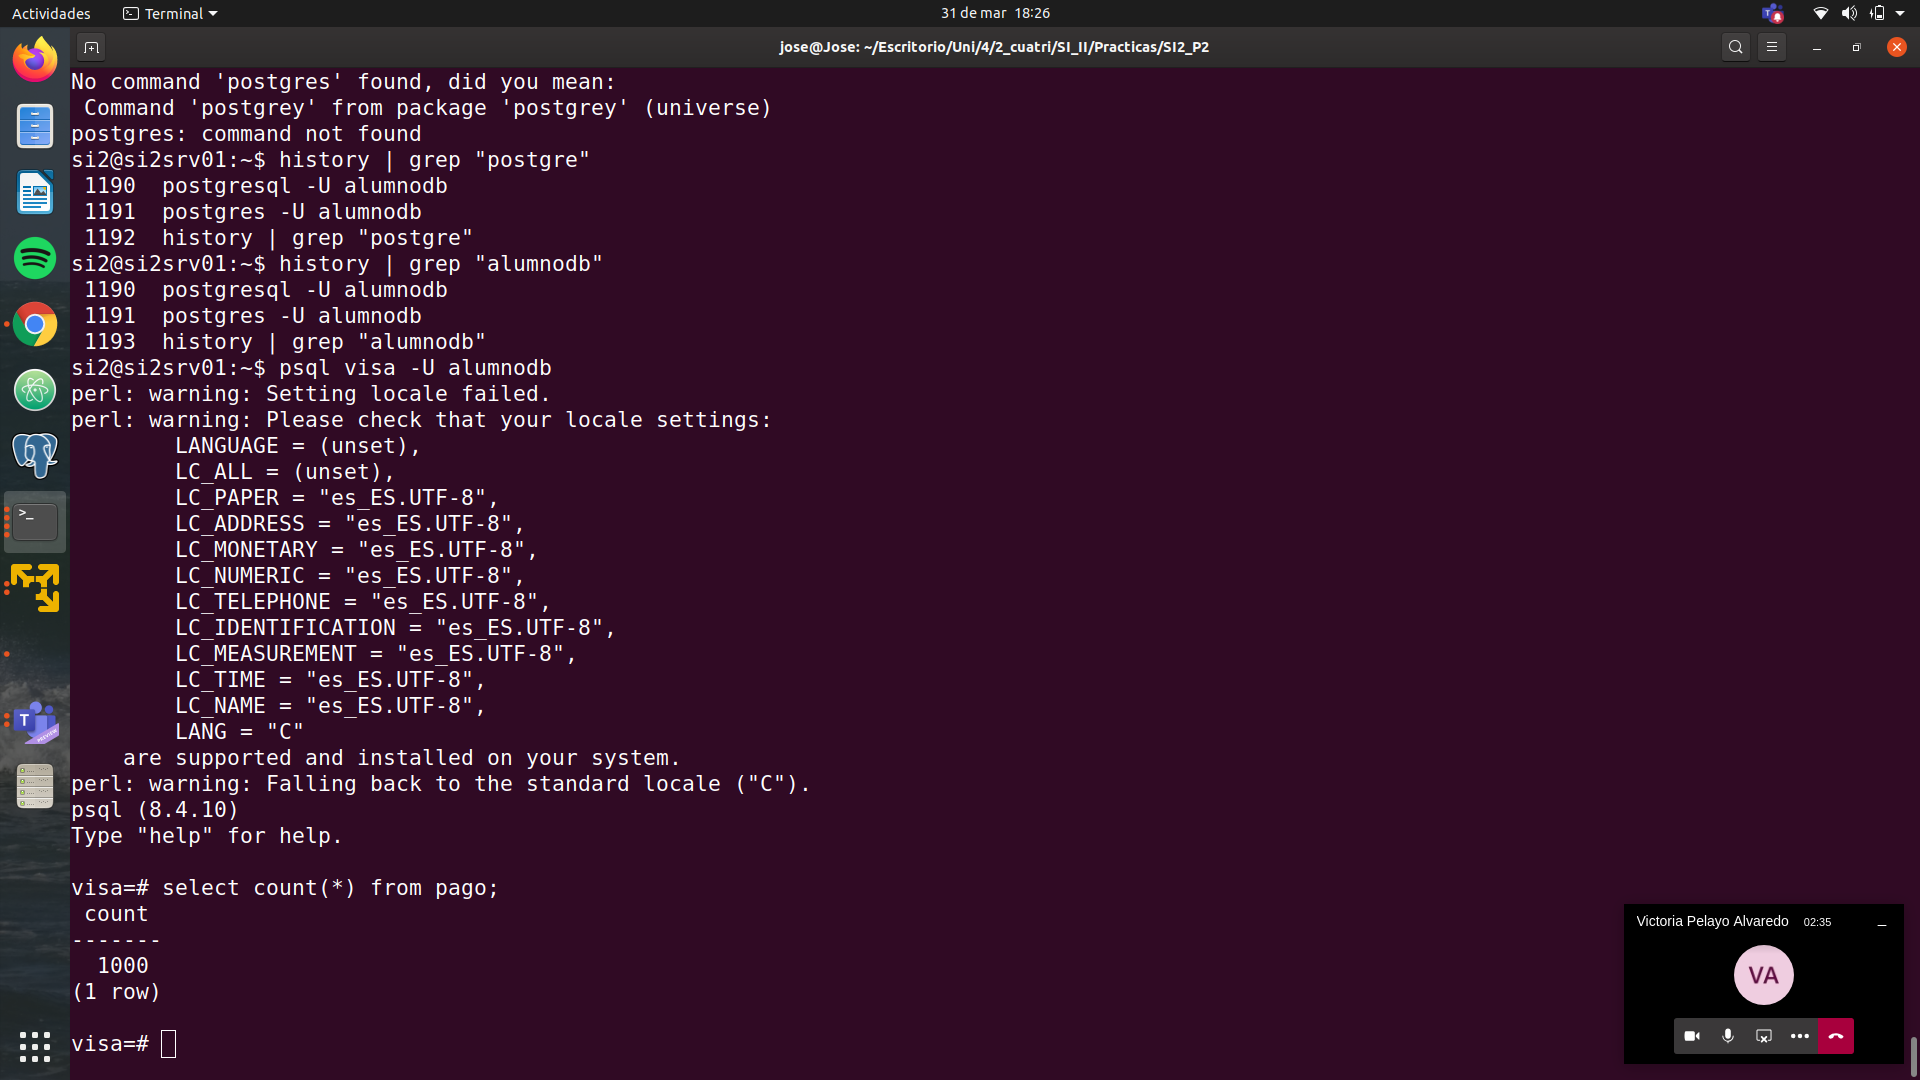 Actividades
Terminal
31 de mar 18:26
jose@Jose: ~/Escritorio/Uni/4/2_cuatri/SI_II/Practicas/SI2_P2
No command 'postgres' found, did you mean:
 Command 'postgrey' from package 'postgrey' (universe)
postgres: command not found
si2@si2srv01:~$ history | grep "postgre"
 1190  postgresql -U alumnodb
 1191  postgres -U alumnodb
 1192  history | grep "postgre"
si2@si2srv01:~$ history | grep "alumnodb"
 1190  postgresql -U alumnodb
 1191  postgres -U alumnodb
 1193  history | grep "alumnodb"
si2@si2srv01:~$ psql visa -U alumnodb
perl: warning: Setting locale failed.
perl: warning: Please check that your locale settings:
        LANGUAGE = (unset),
        LC_ALL = (unset),
        LC_PAPER = "es_ES.UTF-8",
        LC_ADDRESS = "es_ES.UTF-8",
        LC_MONETARY = "es_ES.UTF-8",
        LC_NUMERIC = "es_ES.UTF-8",
        LC_TELEPHONE = "es_ES.UTF-8",
        LC_IDENTIFICATION = "es_ES.UTF-8",
        LC_MEASUREMENT = "es_ES.UTF-8",
        LC_TIME = "es_ES.UTF-8",
        LC_NAME = "es_ES.UTF-8",
        LANG = "C"
    are supported and installed on your system.
perl: warning: Falling back to the standard locale ("C").
psql (8.4.10)
Type "help" for help.
visa=# select count(*) from pago;
 count
-------
  1000
(1 row)
visa=#
Victoria Pelayo Alvaredo 02:35
VA